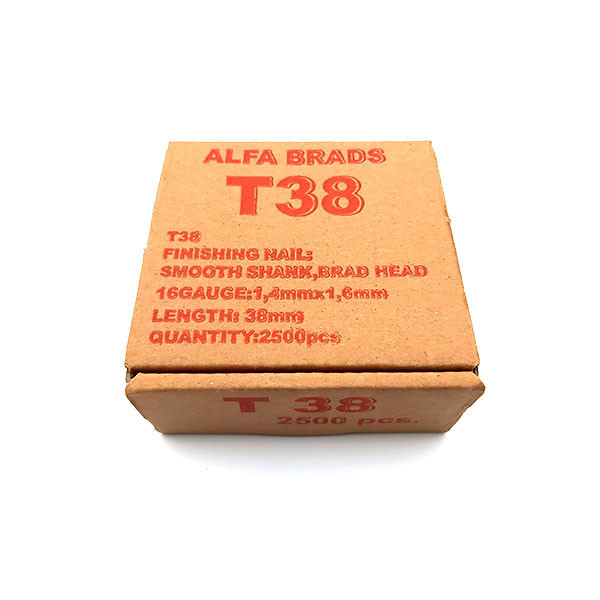 ALFA BRADS
T38
T38
FINISHING NAIL:
SMOOTH SHANK,BRAD HEAD
16GAUGE:1,4mmx1,6mm
LENGTH: 38mm
QUANTITY:2500pcs
T 38
2500 pcs.